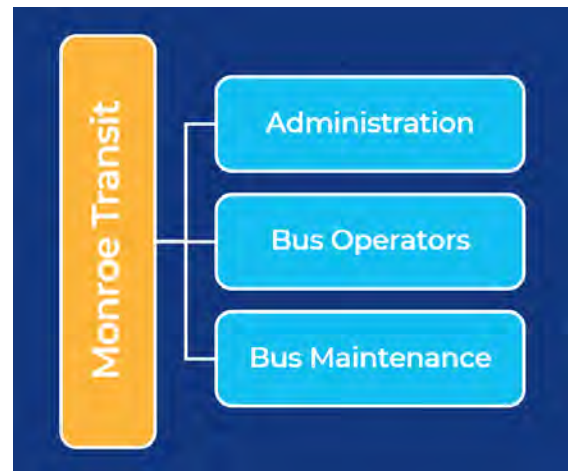 Monroe Transit
Administration
Bus Operators
Bus Maintenance